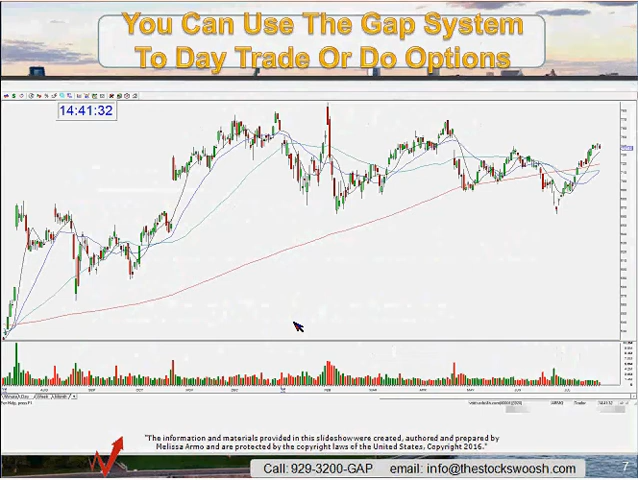 You Can Use The Gap System
To Day Trade Or Do Options
14:41:32
"The information and materials provided in this slideshow were created, authored and prepared by
Melissa Armo and are protected by the copyright laws of the United States, Copyright 2016."
Call: 929-3200-GAP email: info@thestockswoosh.com
7